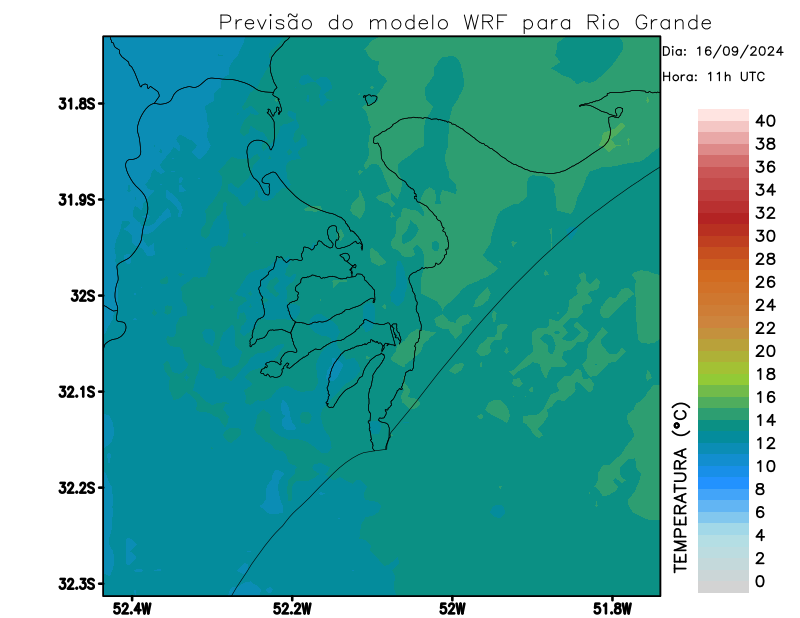 Previsão do modelo WRF para Rio Grande
Dia: 16/09/2024
Hora: 11h UTC
31.8S
31.9S
32S
32.1S
32.2S
32.3S
52.4W
52.2W
52W
51.8W
TEMPERATURA (°C)
40
38
36
34
32
30
28
26
24
22
20
18
16
14
12
10
8
6
4
2
0